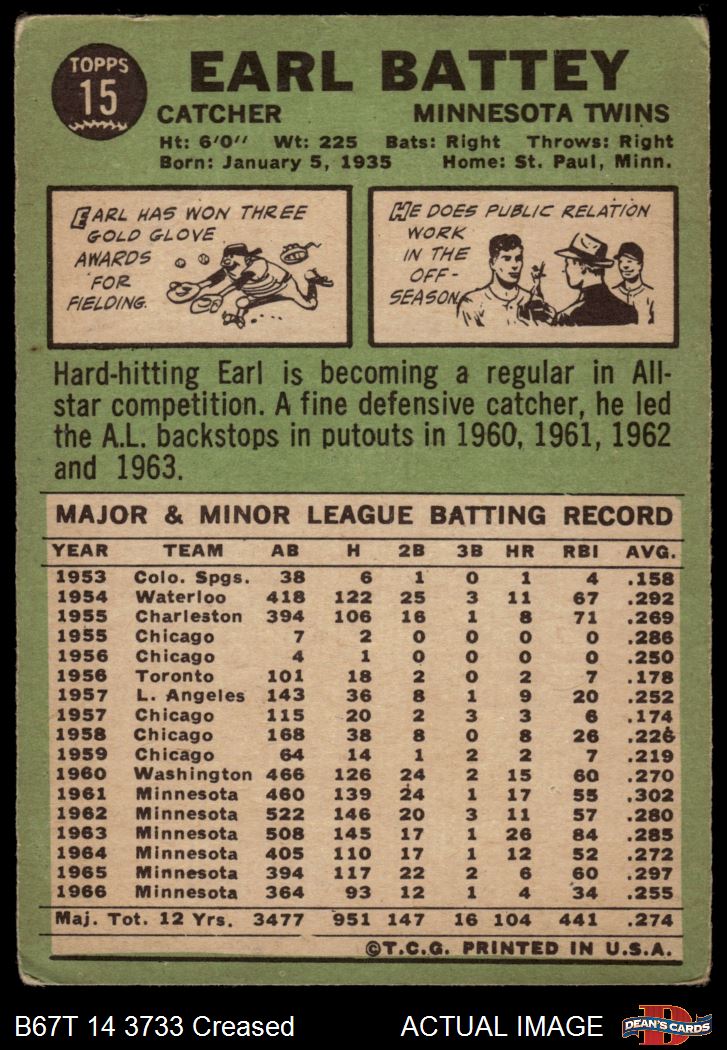 TOPPS
15
EARL BATTEY
CATCHER MINNESOTA TWINS
Ht: 6'0" Wt: 225 Bats: Right Throws: Right
Born: January 5, 1935 Home: St. Paul, Minn.
EARL HAS WON THREE
GOLD GLOVE
AWARDS
FOR
FIELDING.
HE DOES PUBLIC RELATION
WORK
IN THE
OFF-
SEASON.
Hard-hitting Earl is becoming a regular in All-
star competition. A fine defensive catcher, he led
the A.L. backstops in putouts in 1960, 1961, 1962
and 1963.
MAJOR & MINOR LEAGUE BATTING RECORD
YEAR TEAM AB H 2B 3B HR RBI AVG.
1953 Colo. Spgs. 38 6 1 0 1 4 .158
1954 Waterloo 418 122 25 3 11 67 .292
1955 Charleston 394 106 16 1 8 71 .269
1955 Chicago 7 2 0 0 0 0 .286
1956 Chicago 4 1 0 0 0 0 .250
1956 Toronto 101 18 2 0 2 7 .178
1957 L. Angeles 143 36 8 1 9 20 .252
1957 Chicago 115 20 2 3 3 6 .174
1958 Chicago 168 38 8 0 8 26 .226
1959 Chicago 64 14 1 2 2 7 .219
1960 Washington 466 126 24 2 15 60 .270
1961 Minnesota 460 139 24 1 17 55 .302
1962 Minnesota 522 146 20 3 11 57 .280
1963 Minnesota 508 145 17 1 26 84 .285
1964 Minnesota 405 110 17 1 12 52 .272
1965 Minnesota 394 117 22 2 6 60 .297
1966 Minnesota 364 93 12 1 4 34 .255
Maj. Tot. 12 Yrs. 3477 951 147 16 104 441 .274
©T.C.G. PRINTED IN U.S.A.
B67T 14 3733 Creased ACTUAL IMAGE
D
DEAN'S CARDS